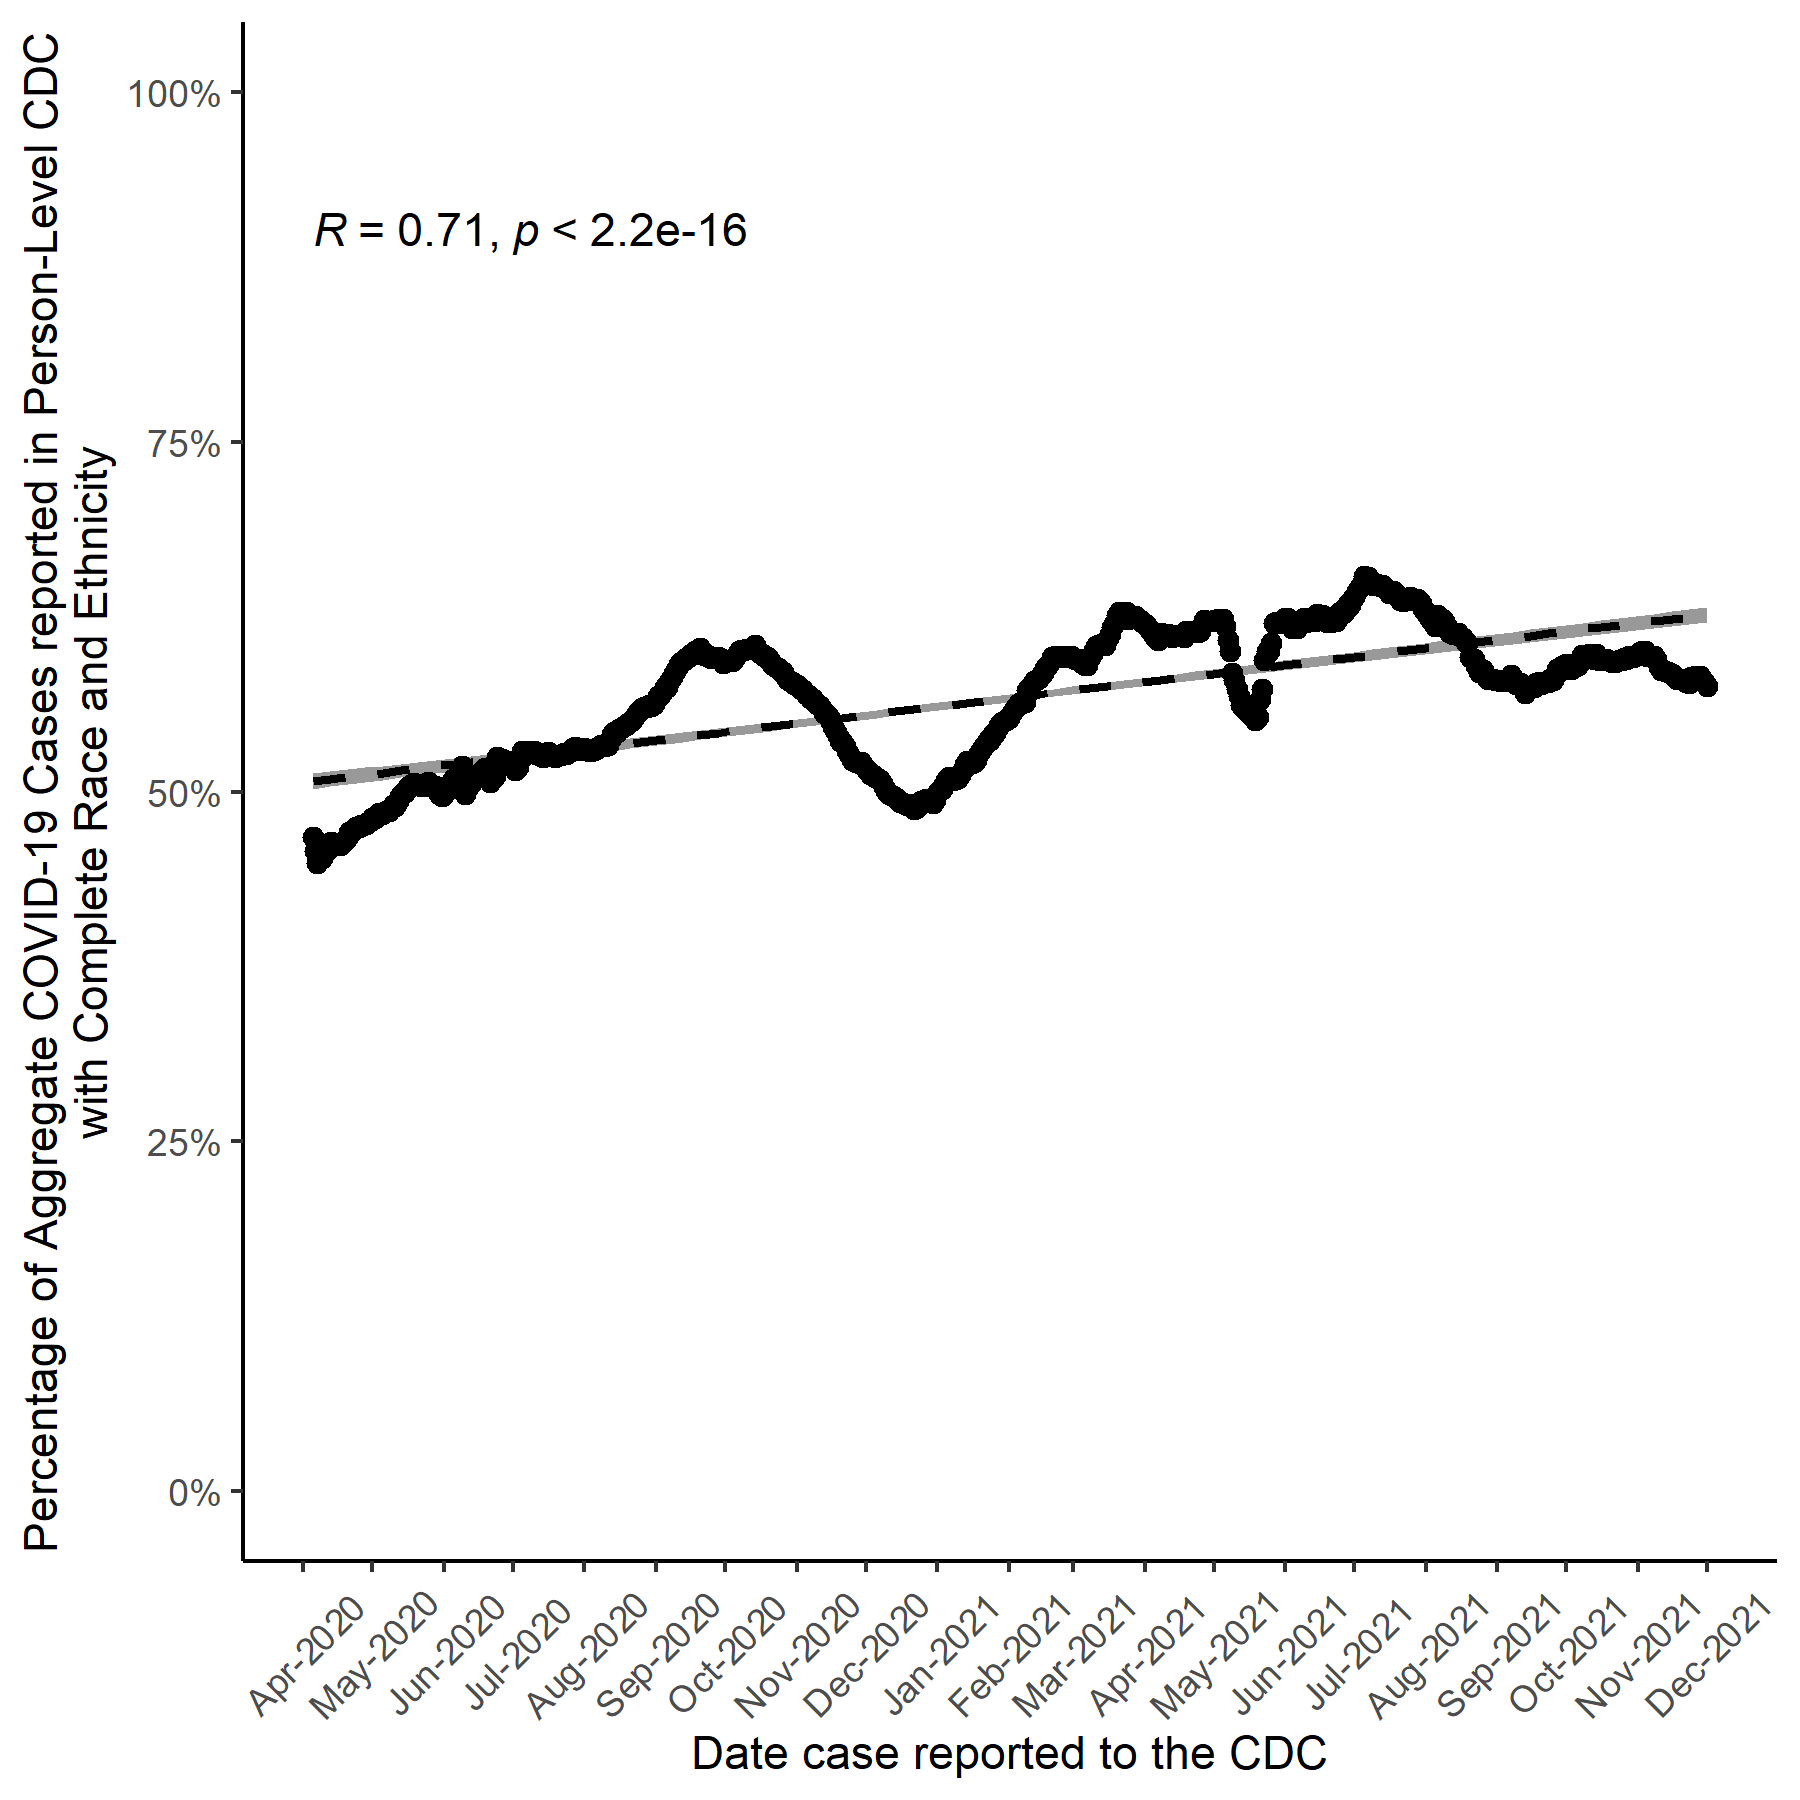 Percentage of Aggregate COVID-19 Cases reported in Person-Level CDC
with Complete Race and Ethnicity
100%
75%
50%
25%
0%
R = 0.71, p < 2.2e-16
Apr-2020
May-2020
Jun-2020
Jul-2020
Aug-2020
Sep-2020
Oct-2020
Nov-2020
Dec-2020
Jan-2021
Feb-2021
Mar-2021
Apr-2021
May-2021
Jun-2021
Jul-2021
Aug-2021
Sep-2021
Oct-2021
Nov-2021
Dec-2021
Date case reported to the CDC